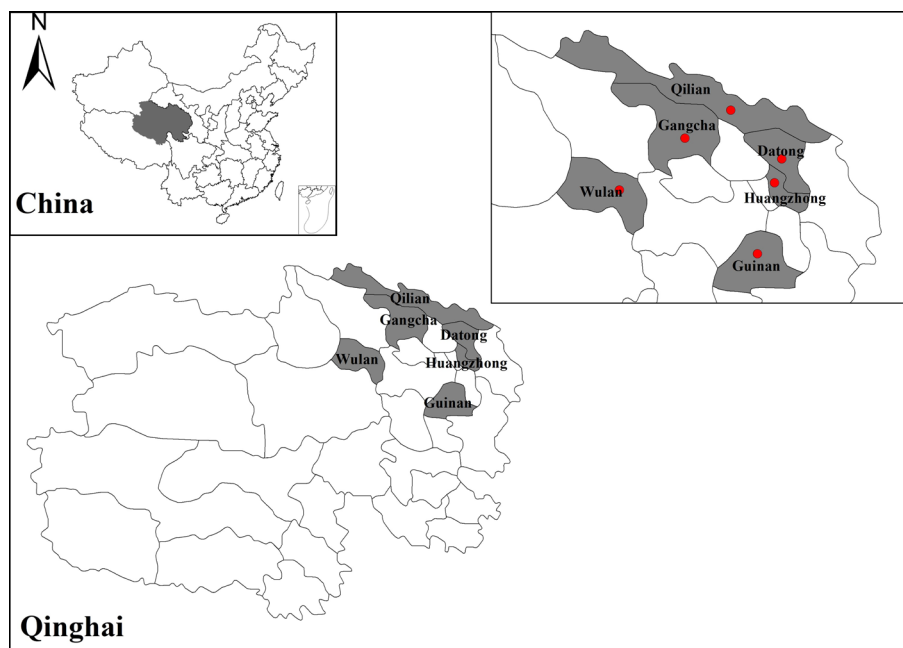 N
China
Qilian
Gangcha
Datong
Wulan
Huangzhong
Guinan
Qilian
Gangcha
Datong
Wulan
Huangzhong
Guinan
Qinghai